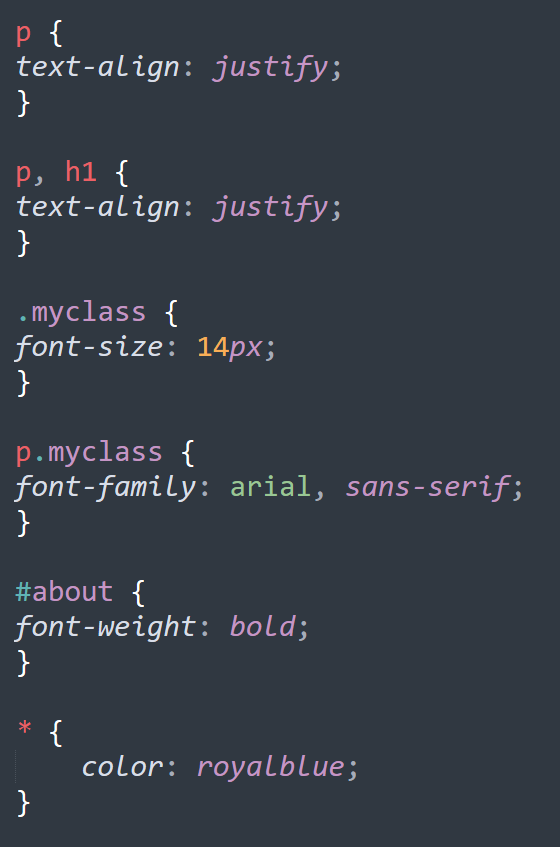 p {
text-align: justify;
}

p, h1 {
text-align: justify;
}

.myclass {
font-size: 14px;
}

p.myclass {
font-family: arial, sans-serif;
}

#about {
font-weight: bold;
}

* {
    color: royalblue;
}